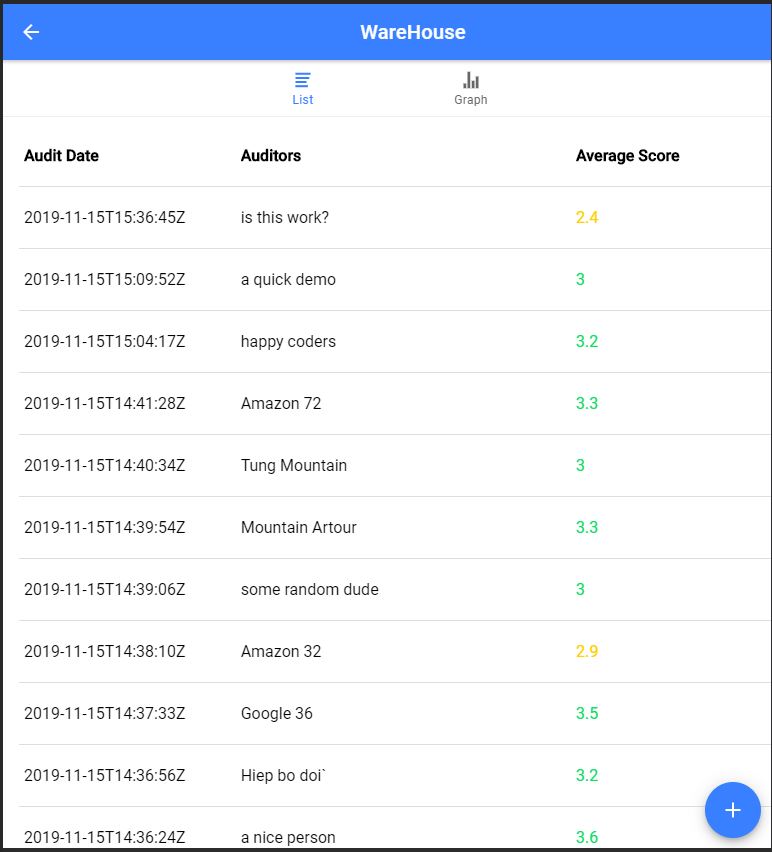 WareHouse
List Graph
Audit Date Auditors Average Score
2019-11-15T15:36:45Z is this work? 2.4
2019-11-15T15:09:52Z a quick demo 3
2019-11-15T15:04:17Z happy coders 3.2
2019-11-15T14:41:28Z Amazon 72 3.3
2019-11-15T14:40:34Z Tung Mountain 3
2019-11-15T14:39:54Z Mountain Artour 3.3
2019-11-15T14:39:06Z some random dude 3
2019-11-15T14:38:10Z Amazon 32 2.9
2019-11-15T14:37:33Z Google 36 3.5
2019-11-15T14:36:56Z Hiep bo doi` 3.2
2019-11-15T14:36:24Z a nice person 3.6